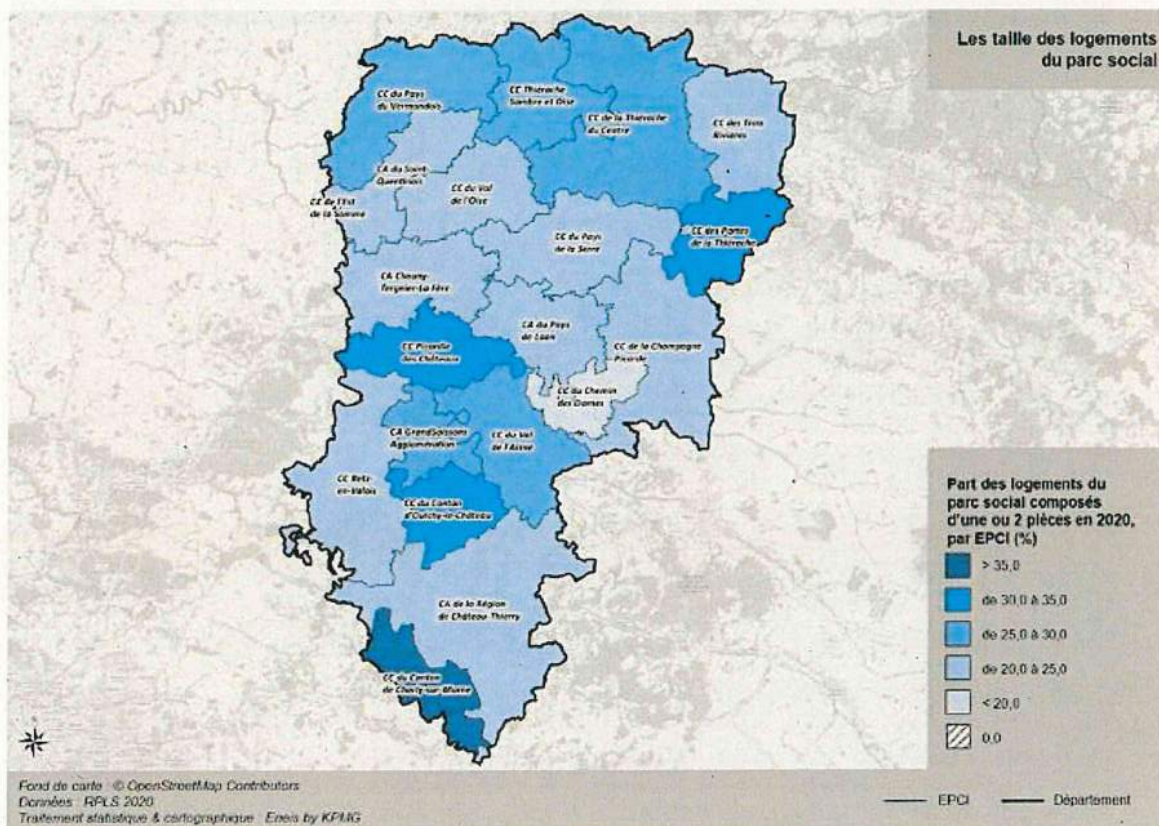 Les taille des logements
du parc social
CC du Pays
du Vermandois
CC Thiérache
Sambre et Oise
CC de la Thiérache
du Centre
CC des Trois
Rivières
CA du Saint-
Quentinois
CC du Val
de l'Oise
CC de l'Est
de la Somme
CC des Portes
de la Thiérache
CC du Pays
de la Serre
CA Chauny-
Tergnier-La Fère
CA du Pays
de Laon
CC Picardie
des Châteaux
CC de la Champagne
Picarde
CC du Chemin
des Dames
CA GrandSoissons
Agglomération
CC du Val
de l'Aisne
CC Retz-
en-Valois
CC du Canton
d'Oulchy-le-Château
CA de la Région
de Château-Thierry
CC du Canton
de Charly-sur-Marne
Part des logements du
parc social composés
d'une ou 2 pièces en 2020,
par EPCI (%)
> 35,0
de 30,0 à 35,0
de 25,0 à 30,0
de 20,0 à 25,0
< 20,0
0,0
Fond de carte : © OpenStreetMap Contributors
Données : RPLS 2020
Traitement statistique & cartographique : Eneis by KPMG
EPCI
Département